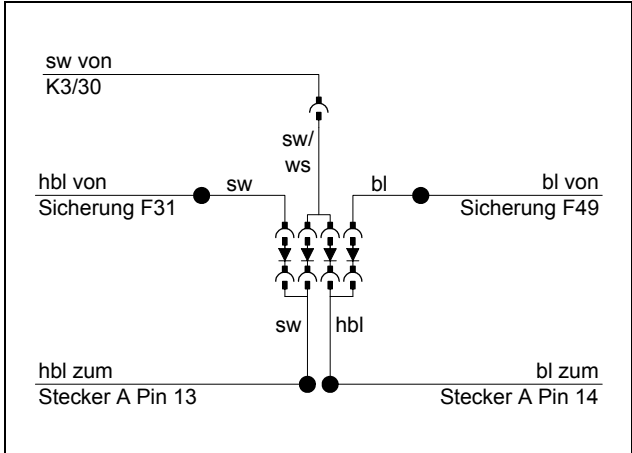 sw von
K3/30
sw/
ws
hbl von
Sicherung F31
sw
bl
bl von
Sicherung F49
sw
hbl
hbl zum
Stecker A Pin 13
bl zum
Stecker A Pin 14